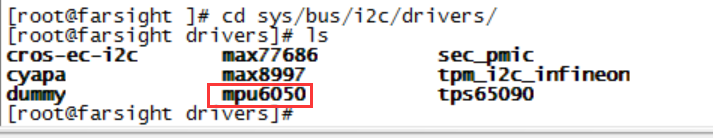 [root@farsight ]# cd sys/bus/i2c/drivers/
[root@farsight drivers]# ls
cros-ec-i2c max77686 sec_pmic
cyapa max8997 tpm_i2c_infineon
dummy mpu6050 tps65090
[root@farsight drivers]#